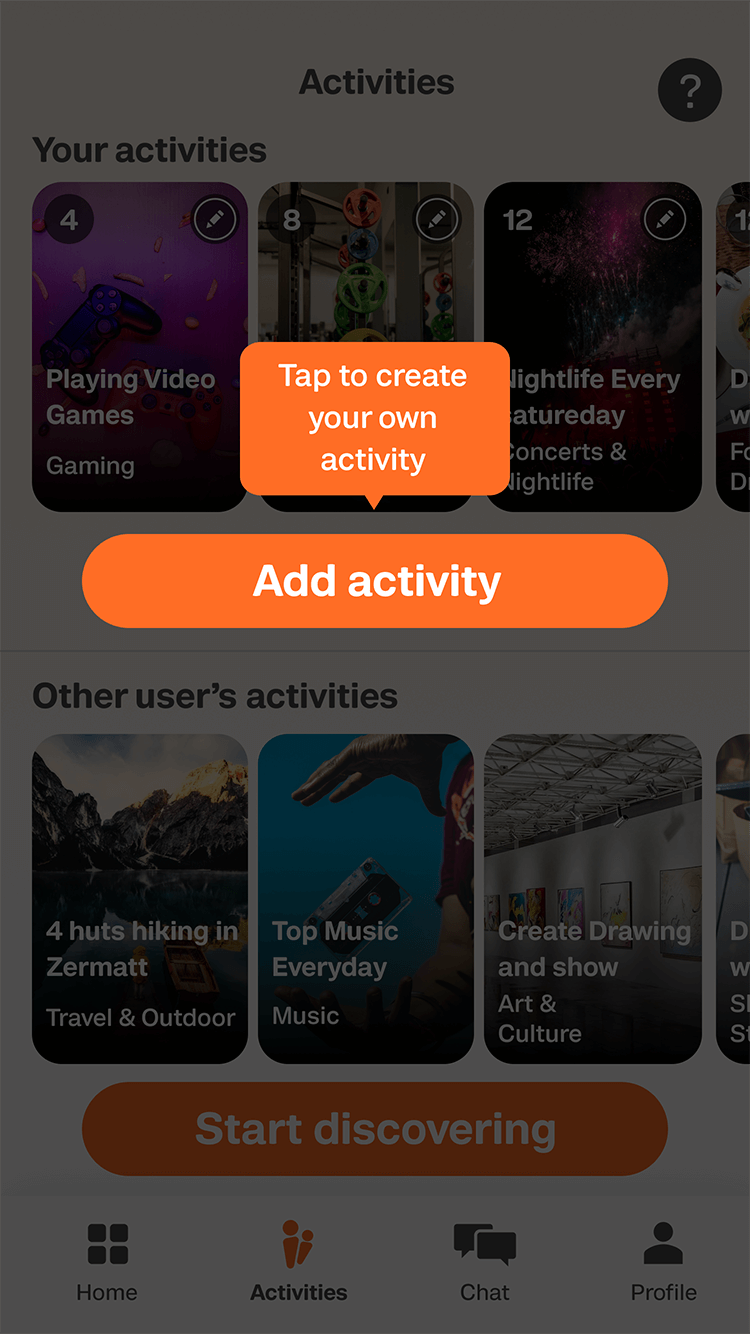 Activities
?
Your activities
4
8
12
Playing Video
Games
Gaming
Tap to create
your own
activity
Nightlife Every
satureday
Concerts &
Nightlife
Add activity
Other user’s activities
4 huts hiking in
Zermatt
Travel & Outdoor
Top Music
Everyday
Music
Create Drawing
and show
Art &
Culture
Start discovering
Home
Activities
Chat
Profile